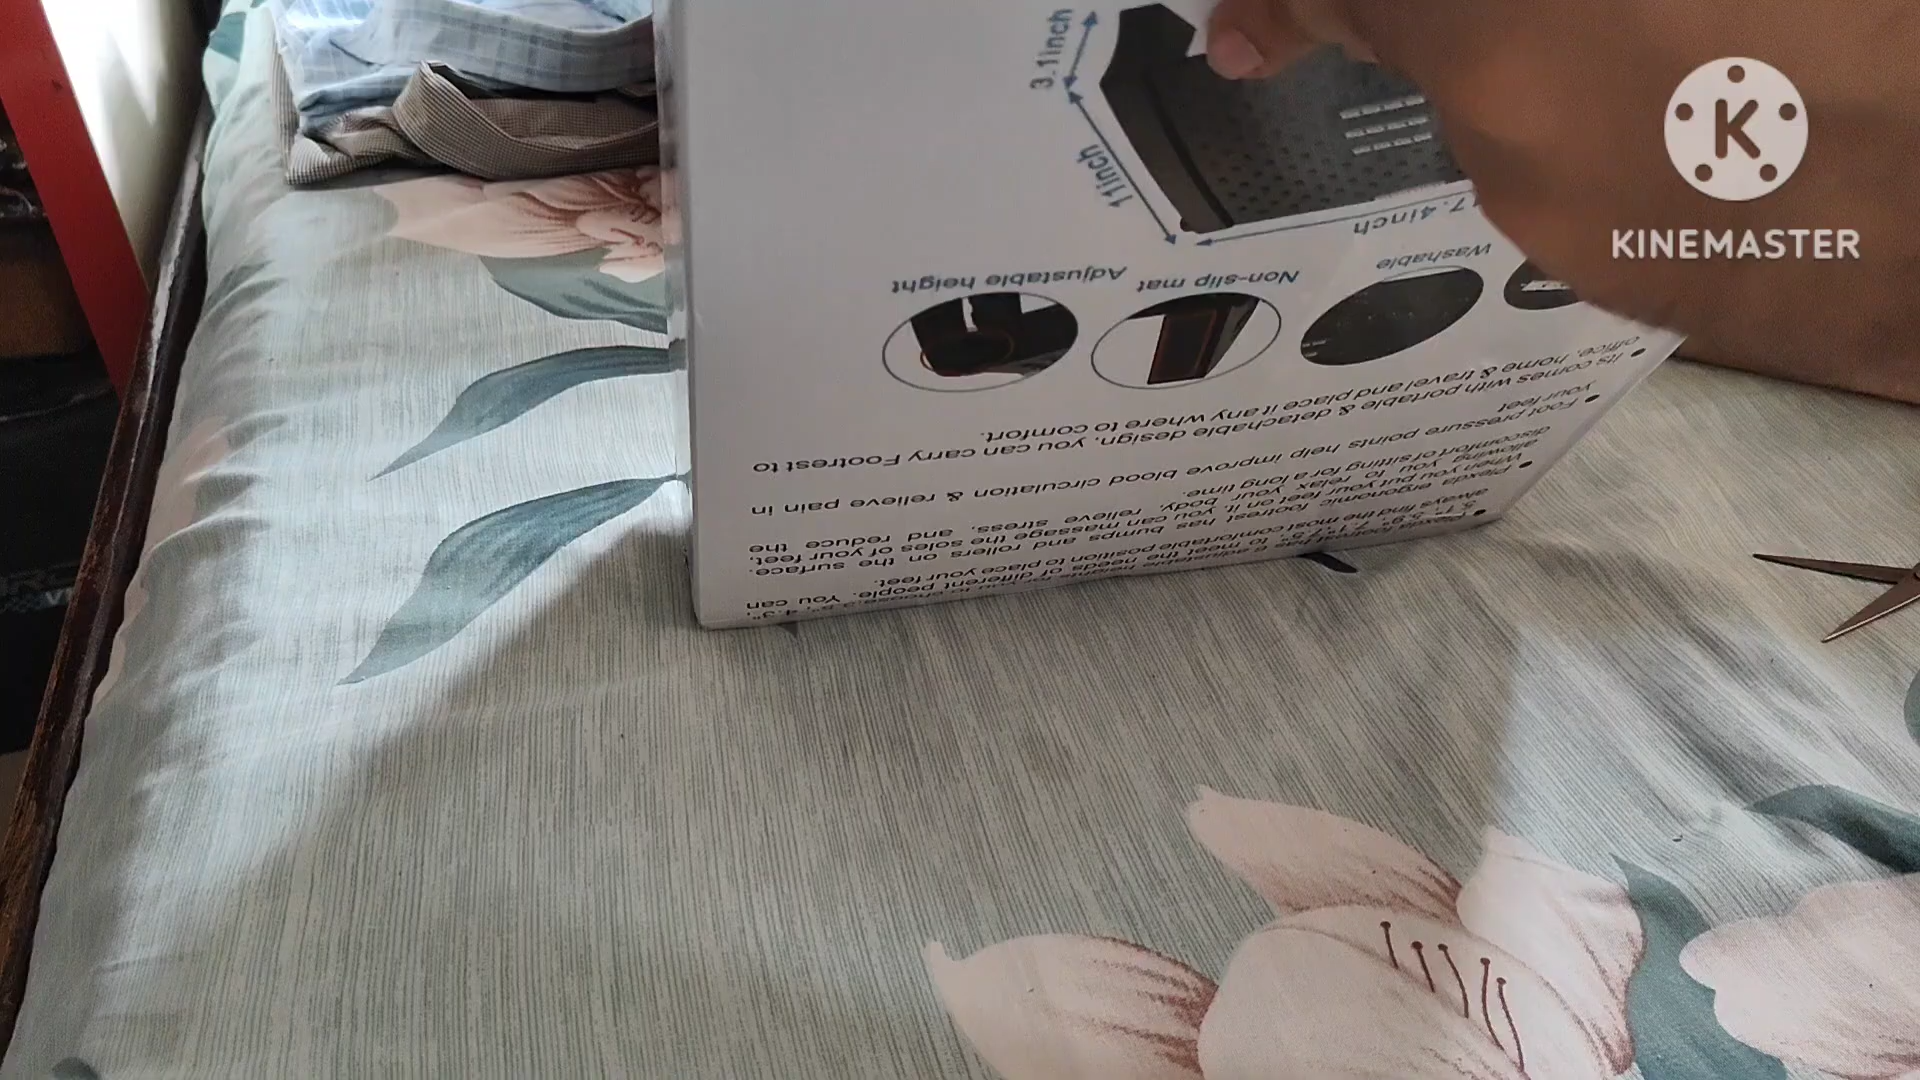 K
KINEMASTER
3.1inch
11inch
17.4inch
Adjustable height
Non-slip mat
Washable
always find the most comfortable position to place your feet.
Plexda ergonomic footrest has bumps and rollers on the surface.
When you put your feet on it, you can massage the soles of your feet,
allowing you to relax your body, relieve stress, and reduce the
discomfort of sitting for a long time.
Foot pressure points help improve blood circulation & relieve pain in
your feet
Its comes with portable & detachable design, you can carry Footrest to
office, home & travel and place it any where to comfort.